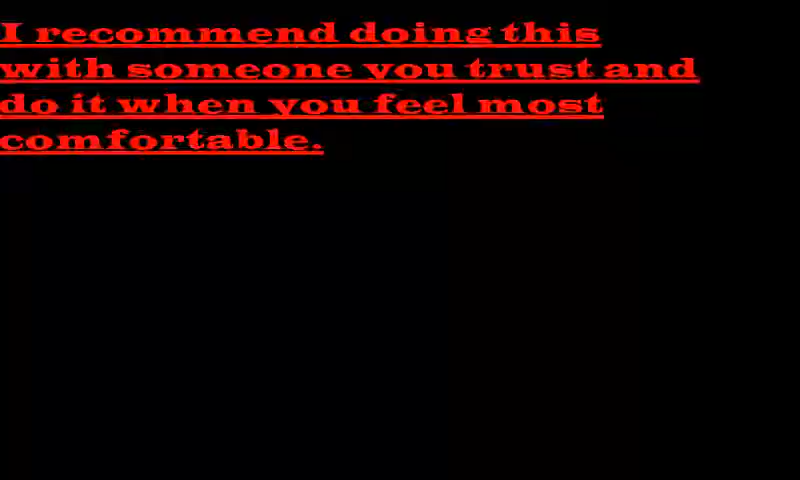 I recommend doing this
with someone you trust and
do it when you feel most
comfortable.